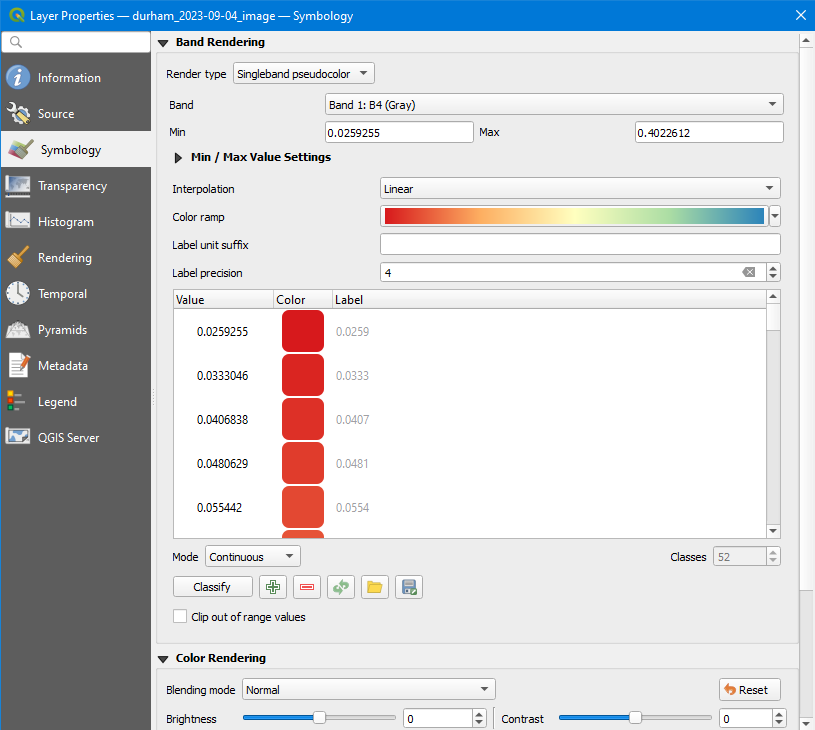 Layer Properties — durham_2023-09-04_image — Symbology
Information
Source
Symbology
Transparency
Histogram
Rendering
Temporal
Pyramids
Metadata
Legend
QGIS Server
Band Rendering
Render type Singleband pseudocolor
Band Band 1: B4 (Gray)
Min 0.0259255 Max 0.4022612
Min / Max Value Settings
Interpolation Linear
Color ramp
Label unit suffix
Label precision 4
Value Color Label
0.0259255 0.0259
0.0333046 0.0333
0.0406838 0.0407
0.0480629 0.0481
0.055442 0.0554
Mode Continuous Classes 52
Classify
Clip out of range values
Color Rendering
Blending mode Normal Reset
Brightness 0 Contrast 0